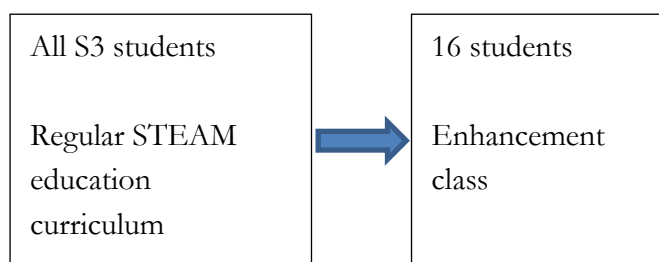 All S3 students
Regular STEAM
education
curriculum
16 students
Enhancement
class